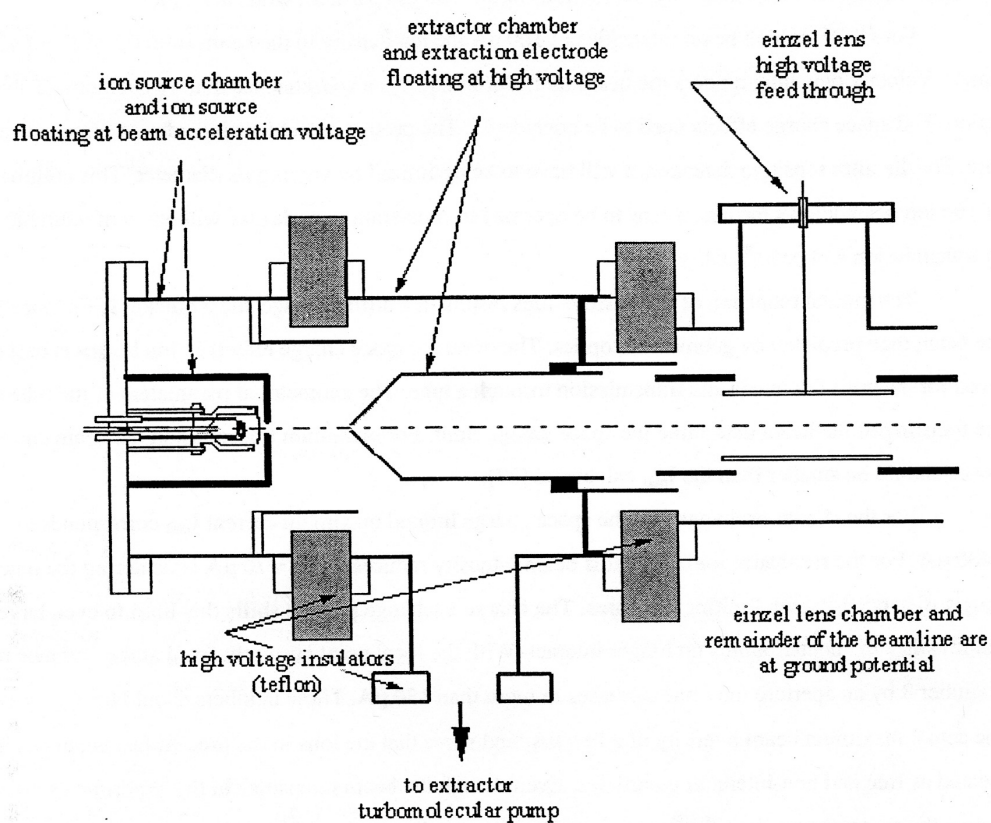 extractor chamber
and extraction electrode
floating at high voltage
einzel lens
high voltage
feed through
ion source chamber
and ion source
floating at beam acceleration voltage
high voltage insulators
(teflon)
einzel lens chamber and
remainder of the beamline are
at ground potential
to extractor
turbomolecular pump